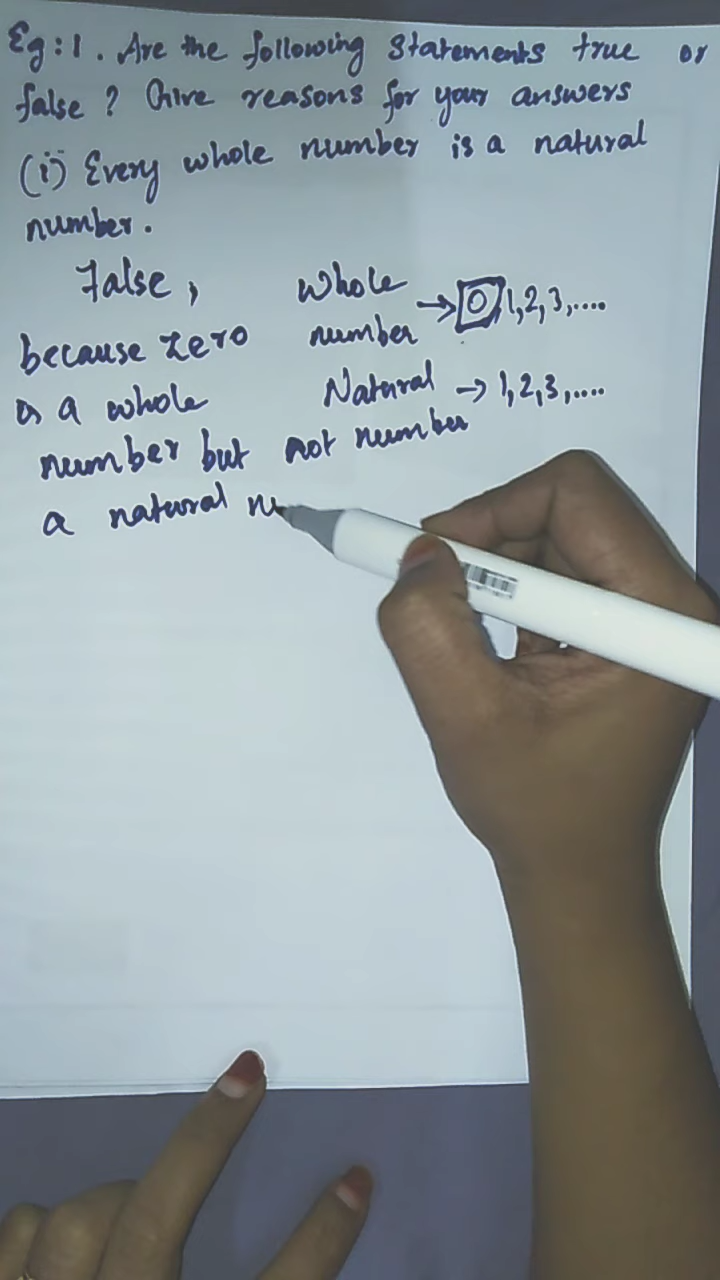 Eg:1. Are the following statements true or
false? Give reasons for your answers
(i) Every whole number is a natural
number.
False,
because zero
is a whole
number but not
a natural nu
whole
number → 0,1,2,3,....
Natural → 1,2,3,....
number